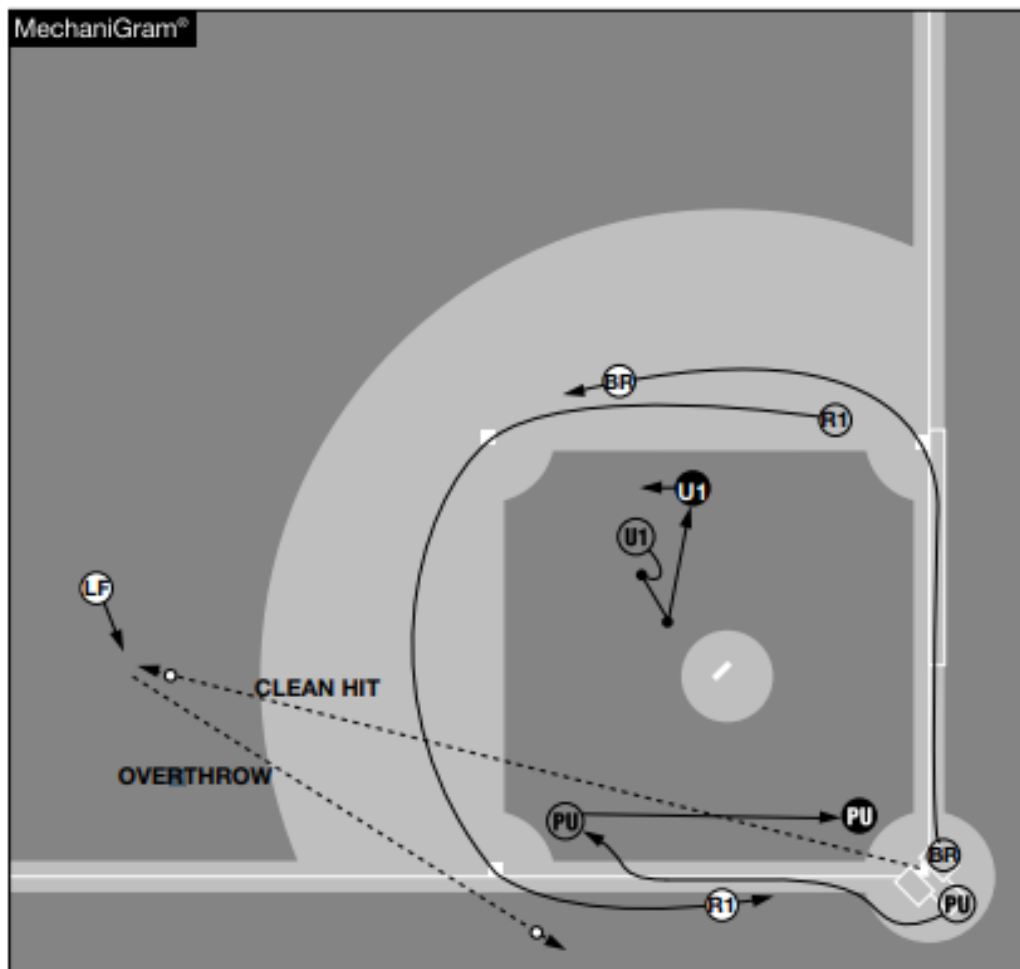 MechaniGram®
BR
R1
U1
U1
LF
CLEAN HIT
OVERTHROW
PU
PU
BR
R1
PU